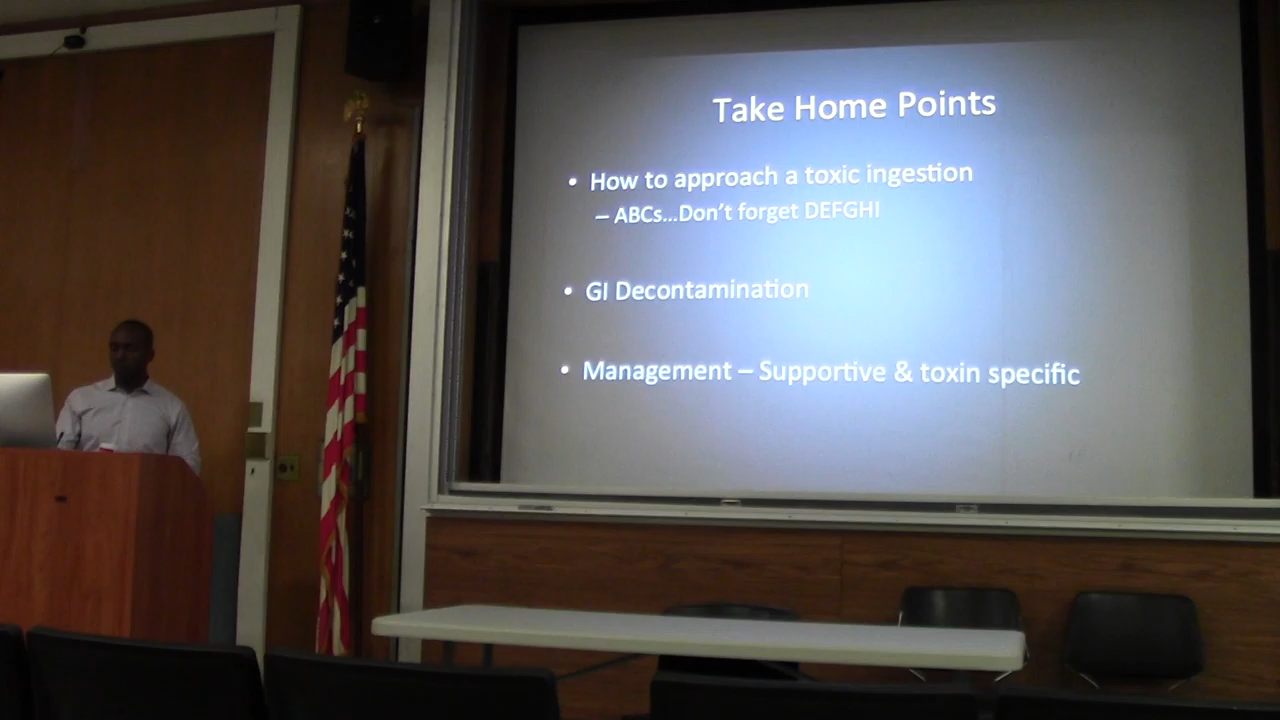 Take Home Points
• How to approach a toxic ingestion
– ABCs...Don't forget DEFGHI
• GI Decontamination
• Management – Supportive & toxin specific